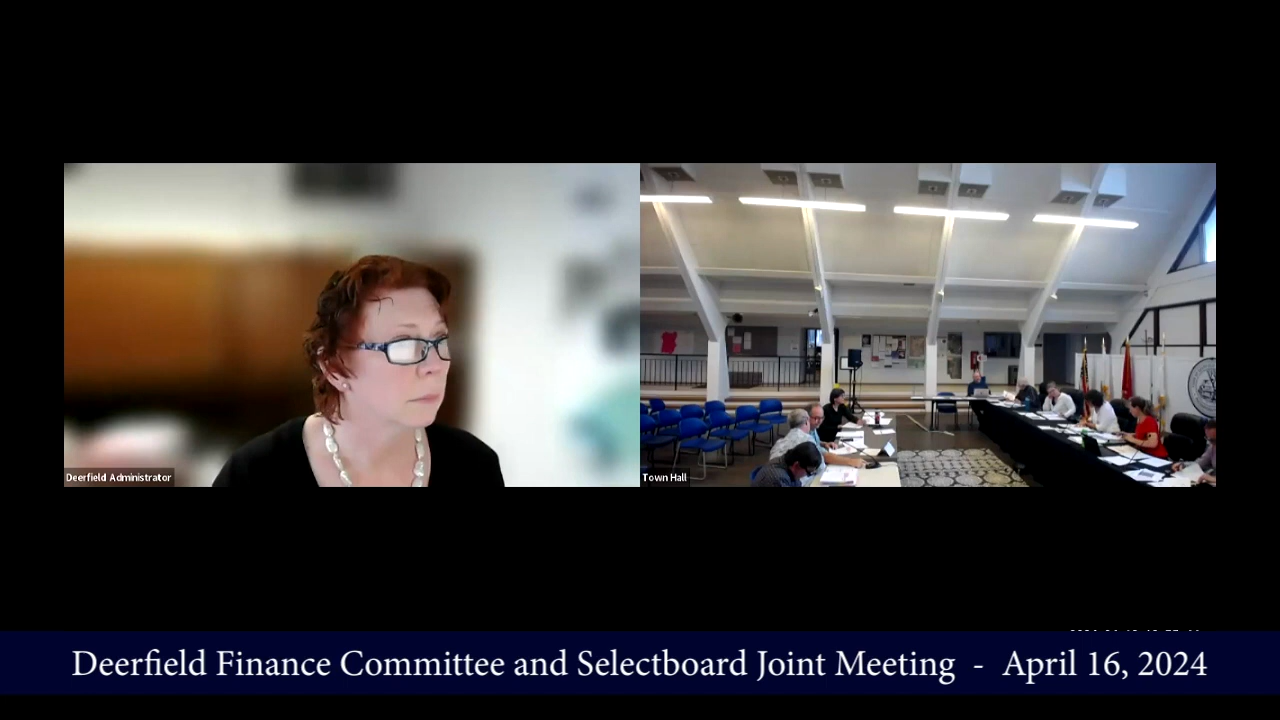 Deerfield Administrator
Town Hall
Deerfield Finance Committee and Selectboard Joint Meeting - April 16, 2024